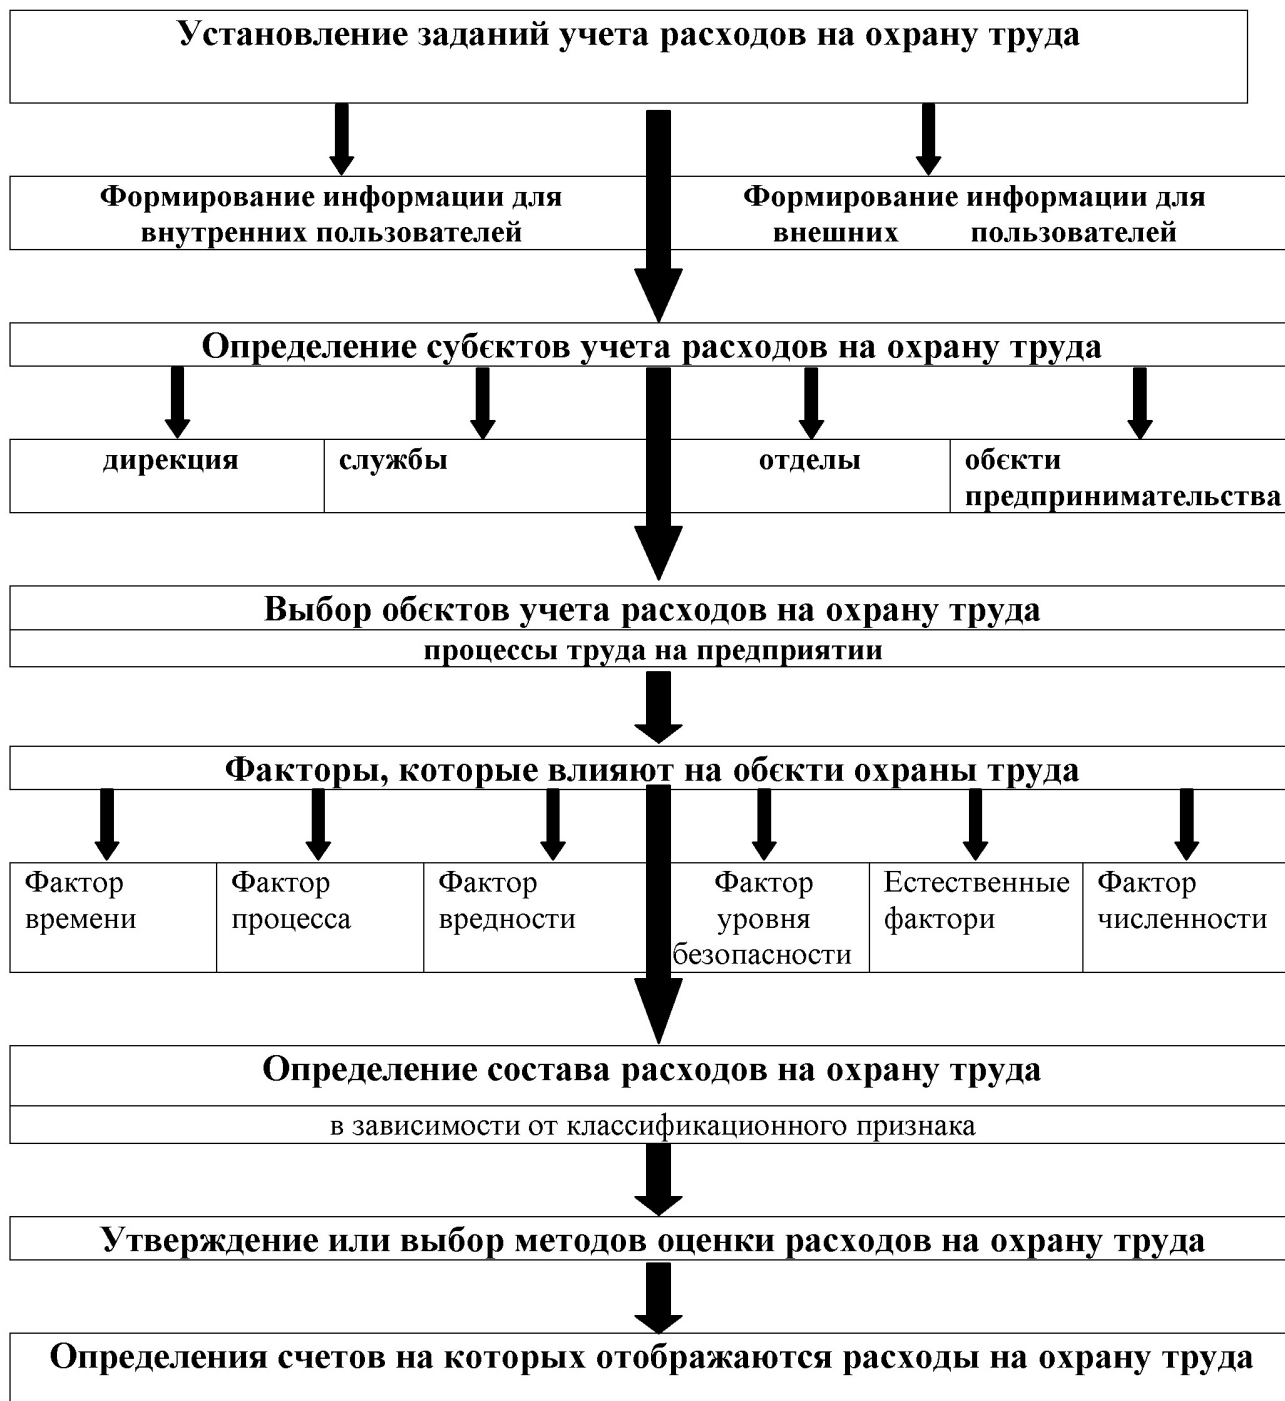 Установление заданий учета расходов на охрану труда
Формирование информации для
внутренних пользователей
Формирование информации для
внешних пользователей
Определение субєктов учета расходов на охрану труда
дирекция
службы
отделы
обєкти
предпринимательства
Выбор обєктов учета расходов на охрану труда
процессы труда на предприятии
Факторы, которые влияют на обєкти охраны труда
Фактор
времени
Фактор
процесса
Фактор
вредности
Фактор
уровня
безопасности
Естественные
фактори
Фактор
численности
Определение состава расходов на охрану труда
в зависимости от классификационного признака
Утверждение или выбор методов оценки расходов на охрану труда
Определения счетов на которых отображаются расходы на охрану труда